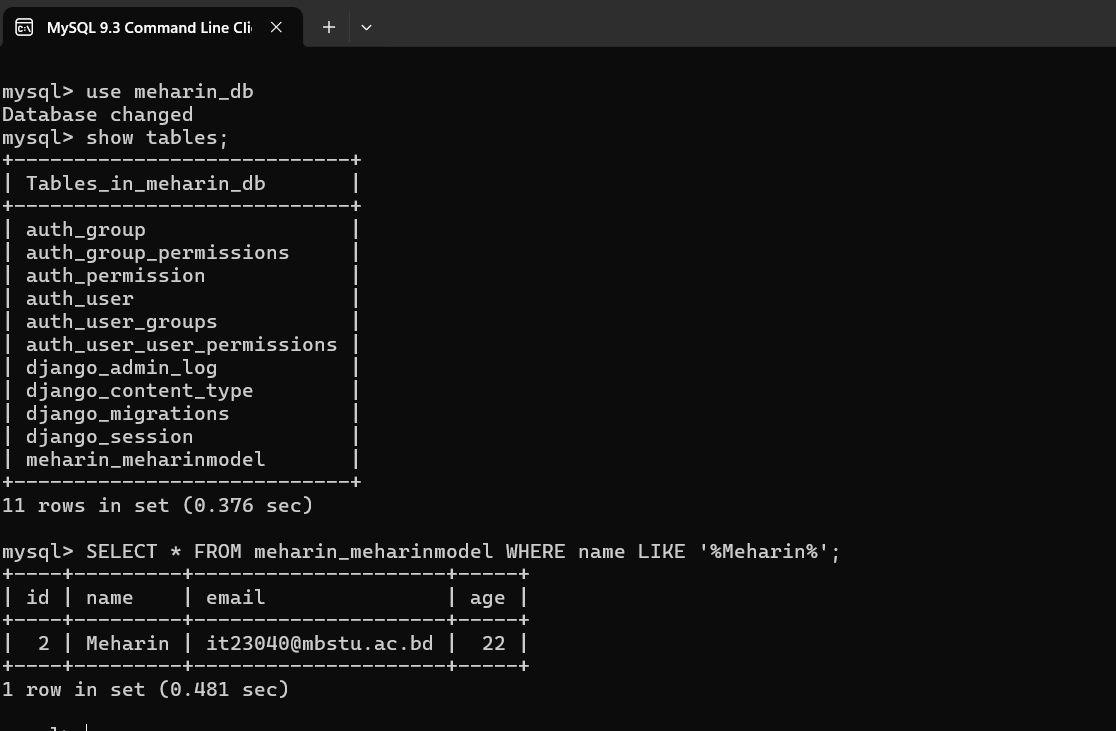 MySQL 9.3 Command Line Cli
mysql> use meharin_db
Database changed
mysql> show tables;
+----------------------------+
| Tables_in_meharin_db       |
+----------------------------+
| auth_group                 |
| auth_group_permissions     |
| auth_permission            |
| auth_user                  |
| auth_user_groups           |
| auth_user_user_permissions |
| django_admin_log           |
| django_content_type        |
| django_migrations          |
| django_session             |
| meharin_meharinmodel       |
+----------------------------+
11 rows in set (0.376 sec)
mysql> SELECT * FROM meharin_meharinmodel WHERE name LIKE '%Meharin%';
+----+---------+---------------------+-----+
| id | name    | email               | age |
+----+---------+---------------------+-----+
|  2 | Meharin | it23040@mbstu.ac.bd |  22 |
+----+---------+---------------------+-----+
1 row in set (0.481 sec)